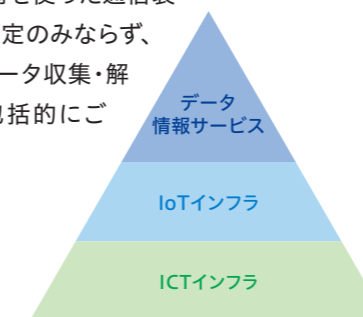 を使った通信装
定のみならず、
ータ収集・解
括的にご
データ
情報サービス
IoTインフラ
ICTインフラ